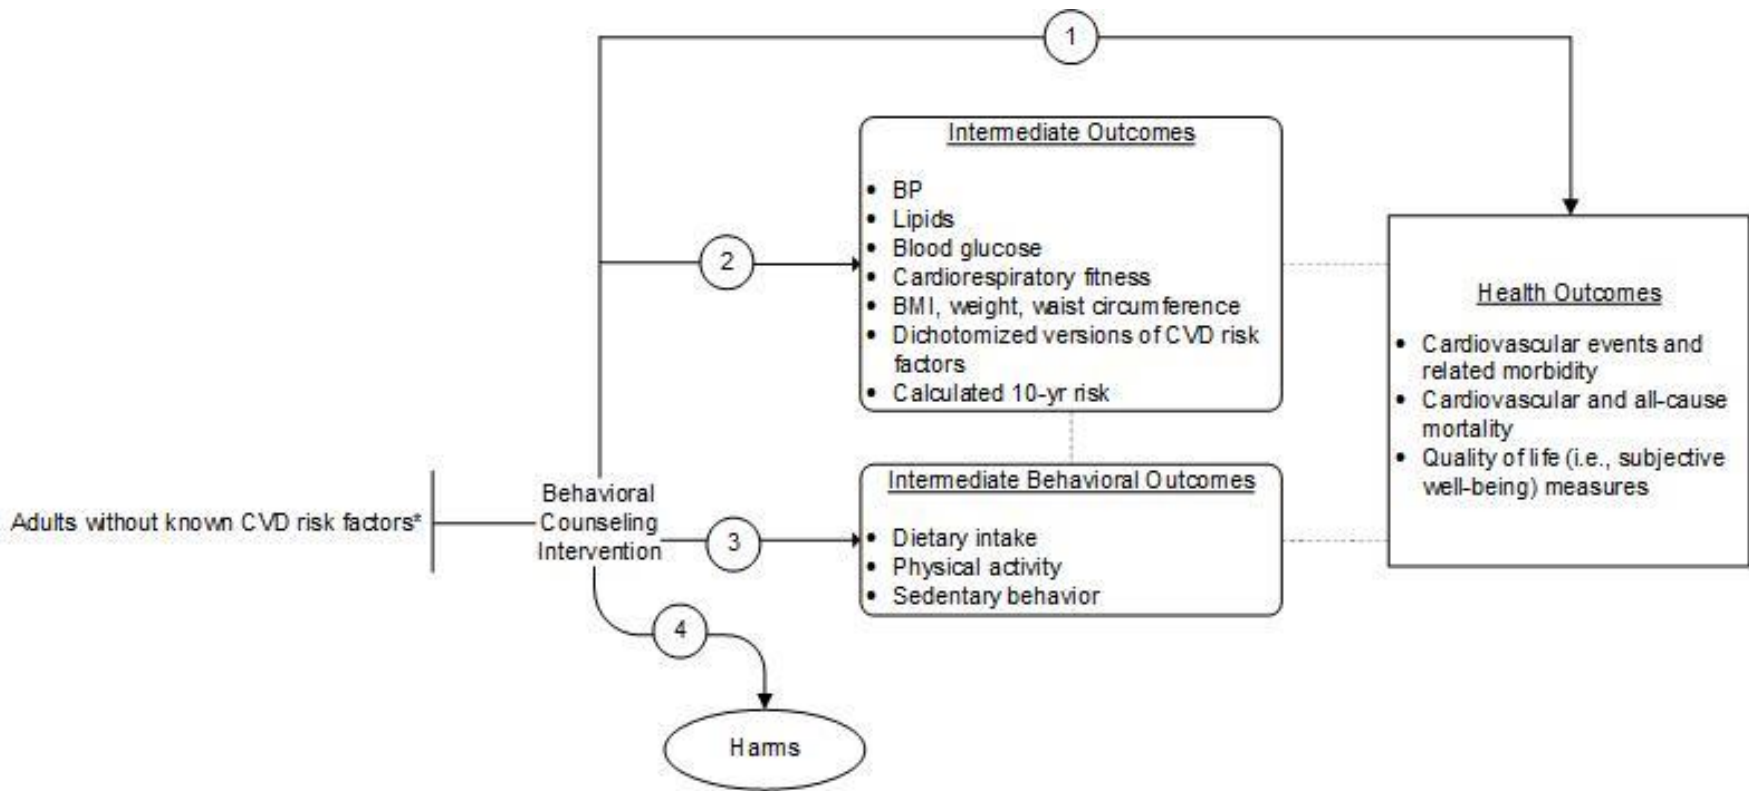 1
Intermediate Outcomes
• BP
• Lipids
• Blood glucose
• Cardiorespiratory fitness
• BMI, weight, waist circumference
• Dichotomized versions of CVD risk
factors
• Calculated 10-yr risk
2
Health Outcomes
• Cardiovascular events and
related morbidity
• Cardiovascular and all-cause
mortality
• Quality of life (i.e., subjective
well-being) measures
Adults without known CVD risk factors*
Behavioral
Counseling
Intervention
3
Intermediate Behavioral Outcomes
• Dietary intake
• Physical activity
• Sedentary behavior
4
Harms